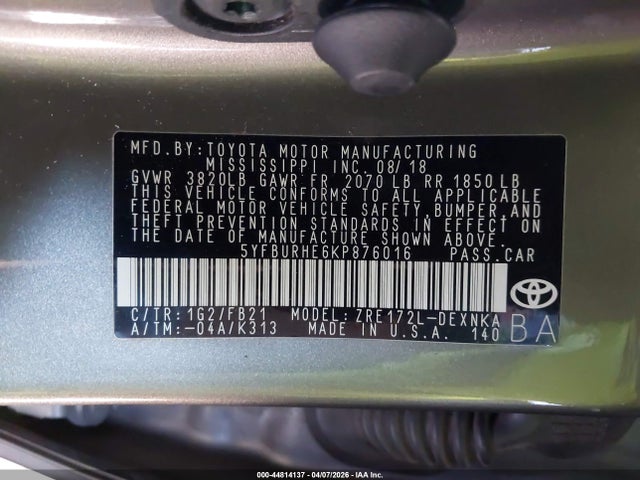 MFD.BY:TOYOTA MOTOR MANUFACTURING
MISSISSIPPI INC.08/18
GVWR 3820LB GAWR FR 2070 LB RR 1850 LB
THIS VEHICLE CONFORMS TO ALL APPLICABLE
FEDERAL MOTOR VEHICLE SAFETY,BUMPER,AND
THEFT PREVENTION STANDARDS IN EFFECT ON
THE DATE OF MANUFACTURE SHOWN ABOVE.
5YFBURHE6KP876016 PASS.CAR
C/TR:1G2/FB21 MODEL:ZRE172L-DEXNKA
A/TM:-04A/K313 MADE IN U.S.A. 140 BA
000-44814137 - 04/07/2026 - IAA Inc.